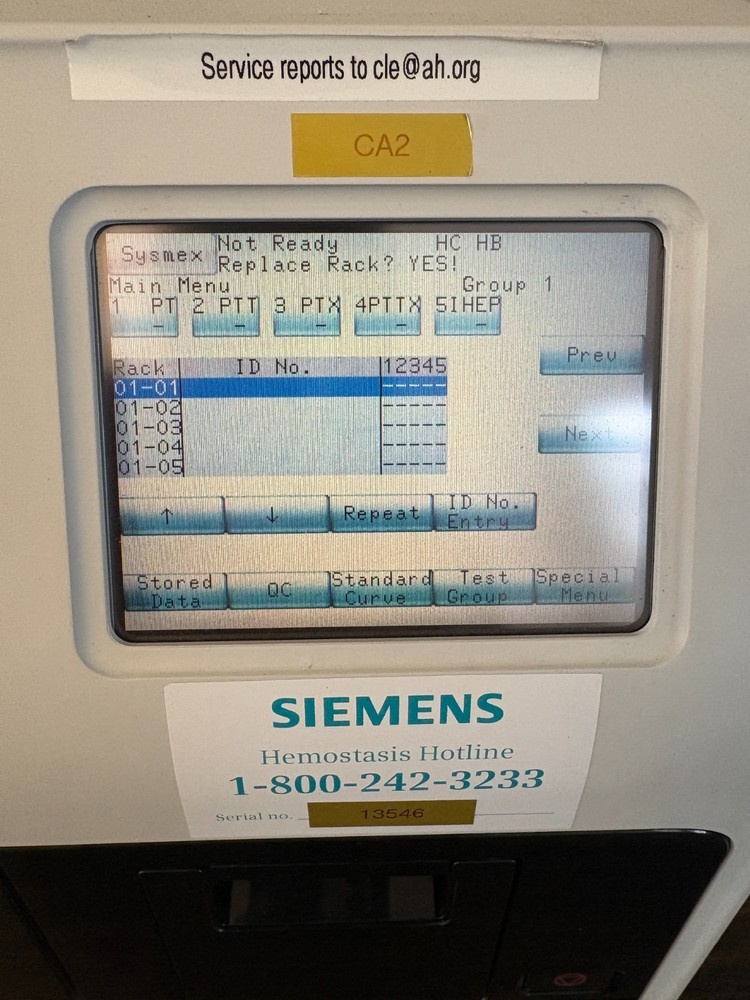 Service reports to cle@ah.org
CA2
Sysmex
Not Ready HC HB
Replace Rack? YES!
Main Menu Group 1
1 PT 2 PTT 3 PTX 4PTTX 5IHEP
- - - - -
Rack ID No. 12345
01-01 -----
01-02 -----
01-03 -----
01-04 -----
01-05 -----
Prev
Next
↑ ↓ Repeat ID No. Entry
Stored Data QC Standard Curve Test Group Special Menu
SIEMENS
Hemostasis Hotline
1-800-242-3233
Serial no. 13546